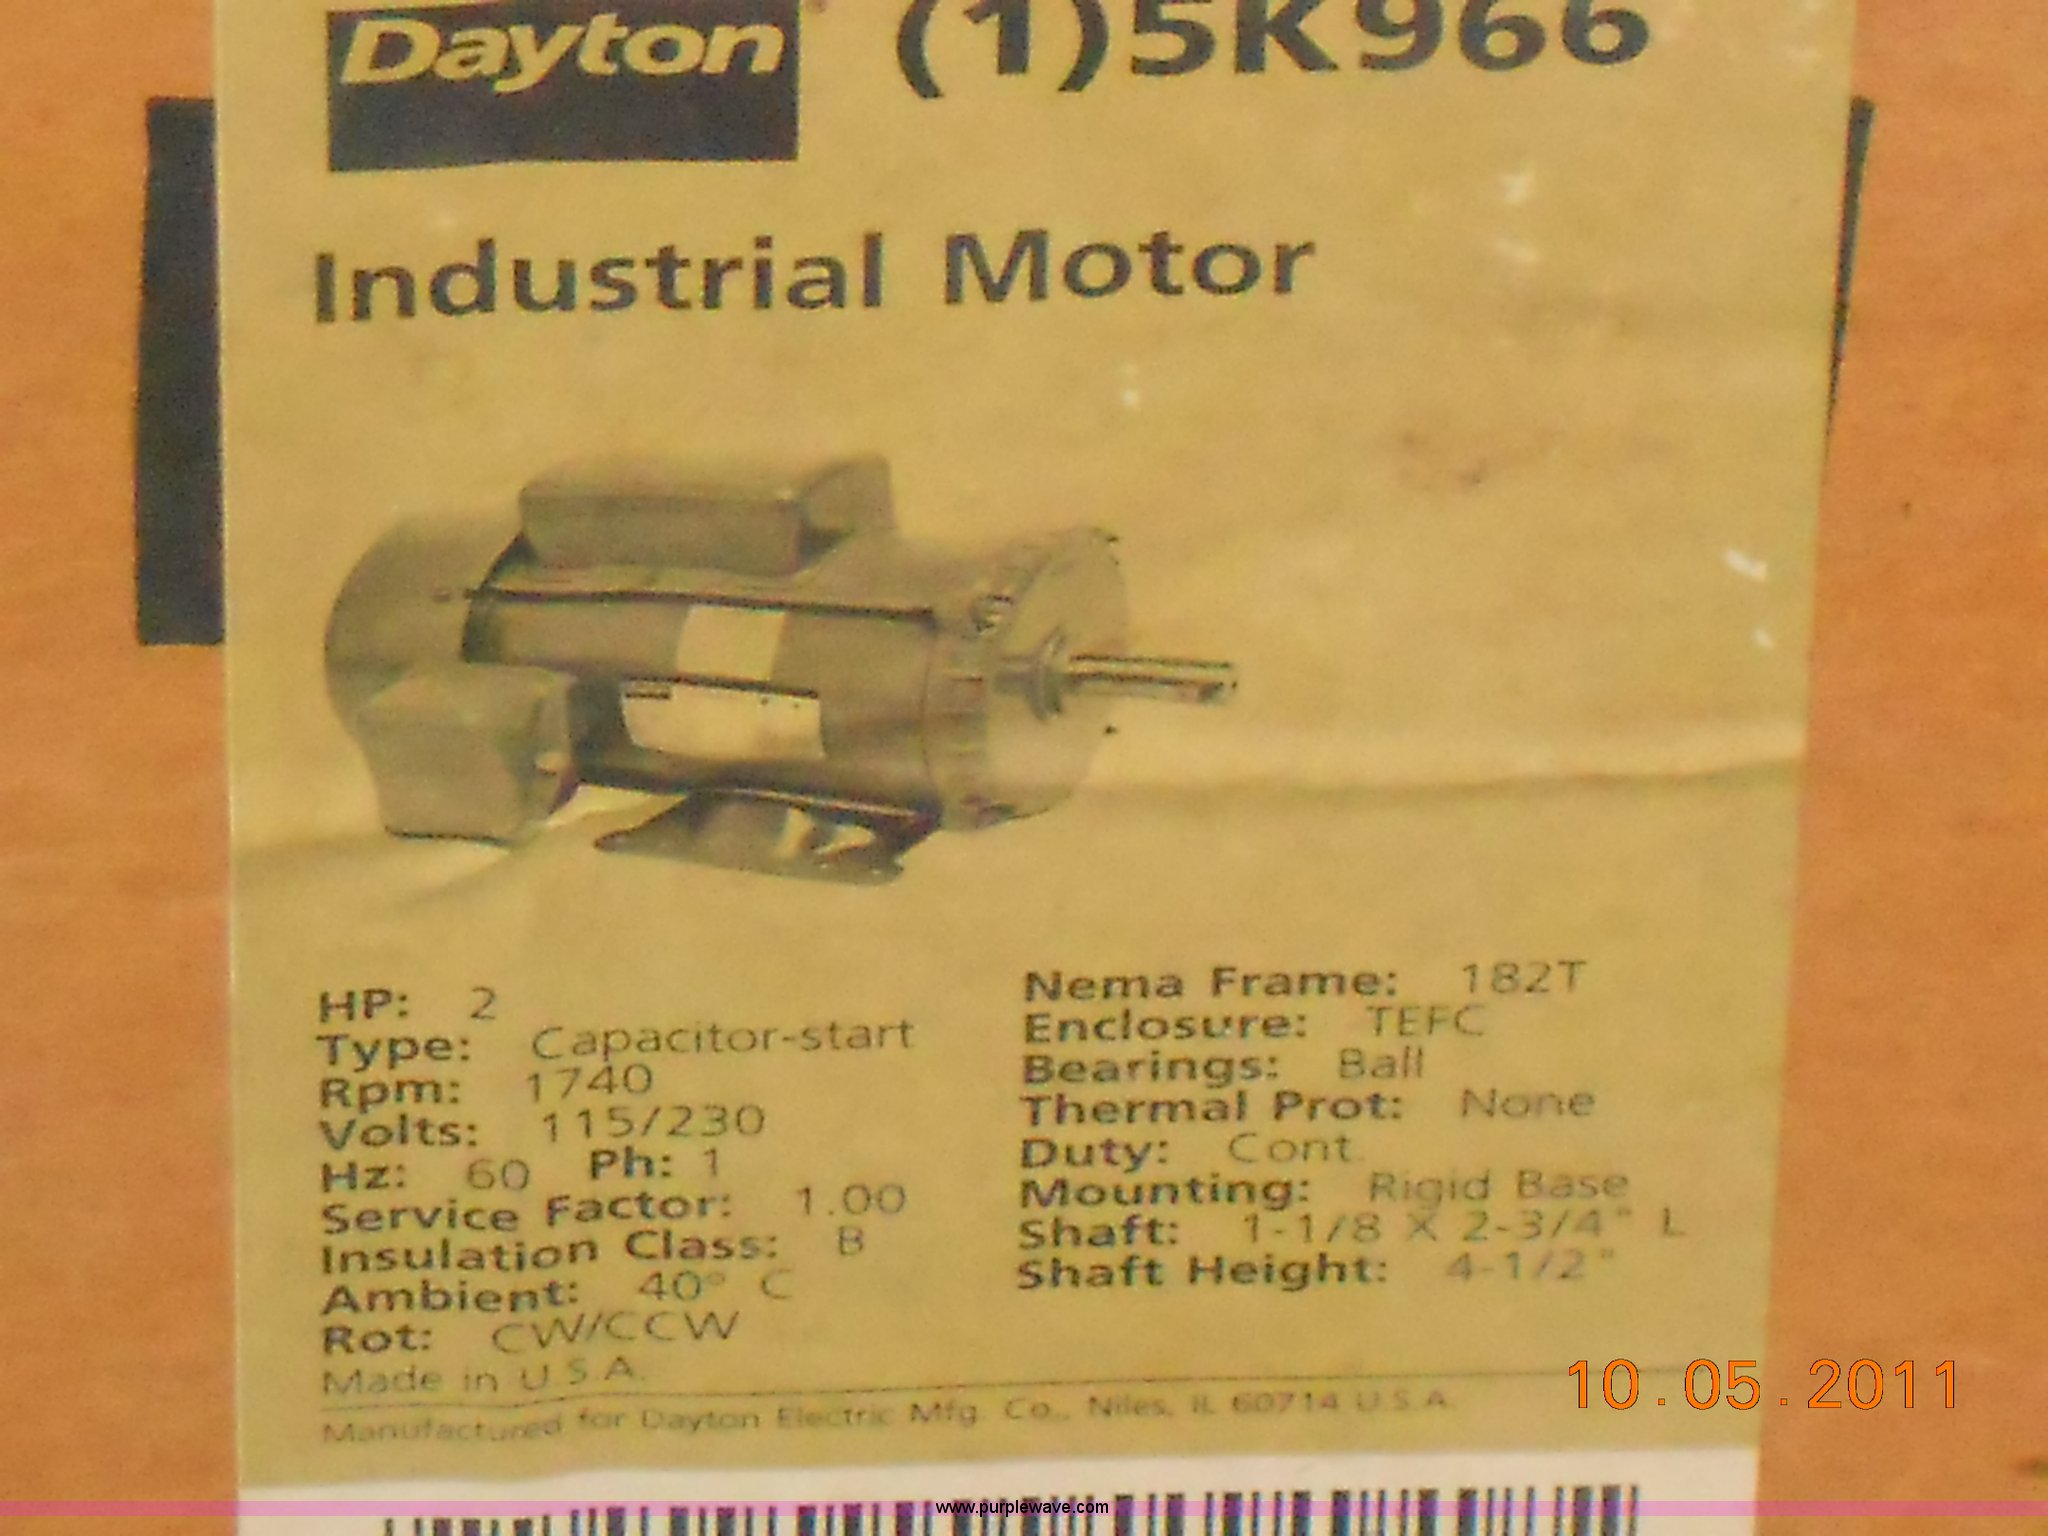 Dayton (1)5K966
Industrial Motor
HP: 2
Type: Capacitor-start
Rpm: 1740
Volts: 115/230
Hz: 60 Ph: 1
Service Factor: 1.00
Insulation Class: B
Ambient: 40° C
Rot: CW/CCW
Made in U.S.A.
Nema Frame: 182T
Enclosure: TEFC
Bearings: Ball
Thermal Prot: None
Duty: Cont.
Mounting: Rigid Base
Shaft: 1-1/8 X 2-3/4" L
Shaft Height: 4-1/2"
Manufactured for Dayton Electric Mfg. Co., Niles, IL 60714 U.S.A.
10.05.2011
www.purplewave.com